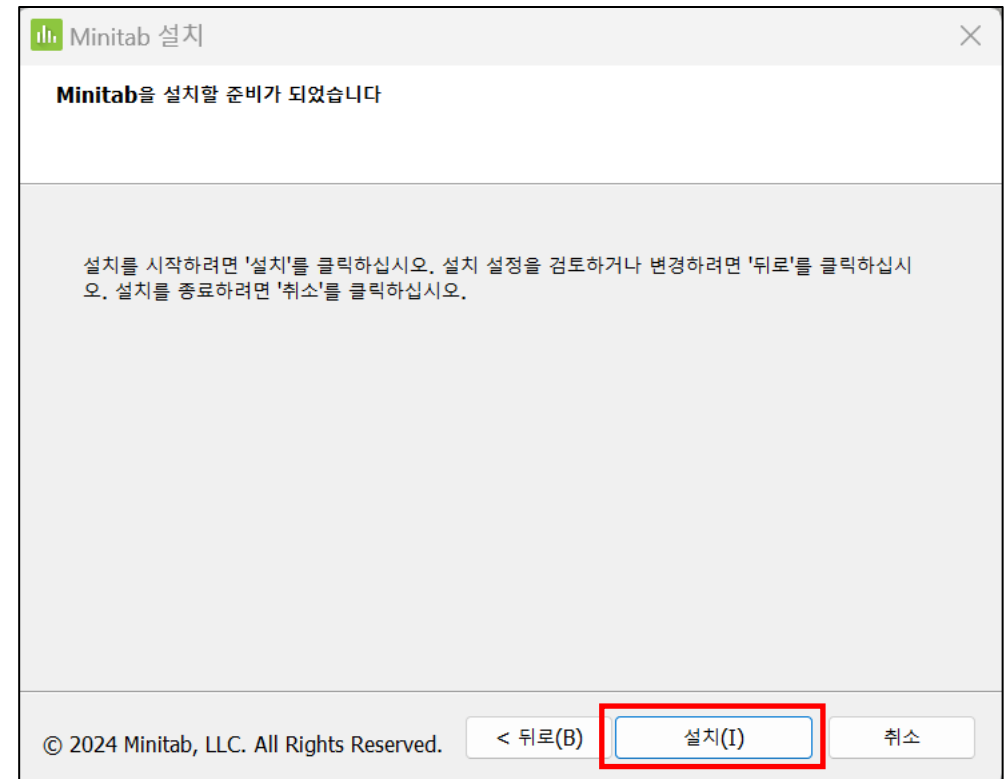 Minitab 설치
Minitab을 설치할 준비가 되었습니다
설치를 시작하려면 '설치'를 클릭하십시오. 설치 설정을 검토하거나 변경하려면 '뒤로'를 클릭하십시
오. 설치를 종료하려면 '취소'를 클릭하십시오.
© 2024 Minitab, LLC. All Rights Reserved. < 뒤로(B) 설치(I) 취소